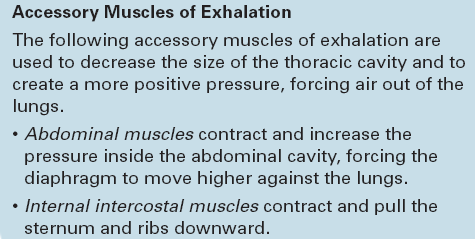 Accessory Muscles of Exhalation
The following accessory muscles of exhalation are
used to decrease the size of the thoracic cavity and to
create a more positive pressure, forcing air out of the
lungs.
• Abdominal muscles contract and increase the
pressure inside the abdominal cavity, forcing the
diaphragm to move higher against the lungs.
• Internal intercostal muscles contract and pull the
sternum and ribs downward.